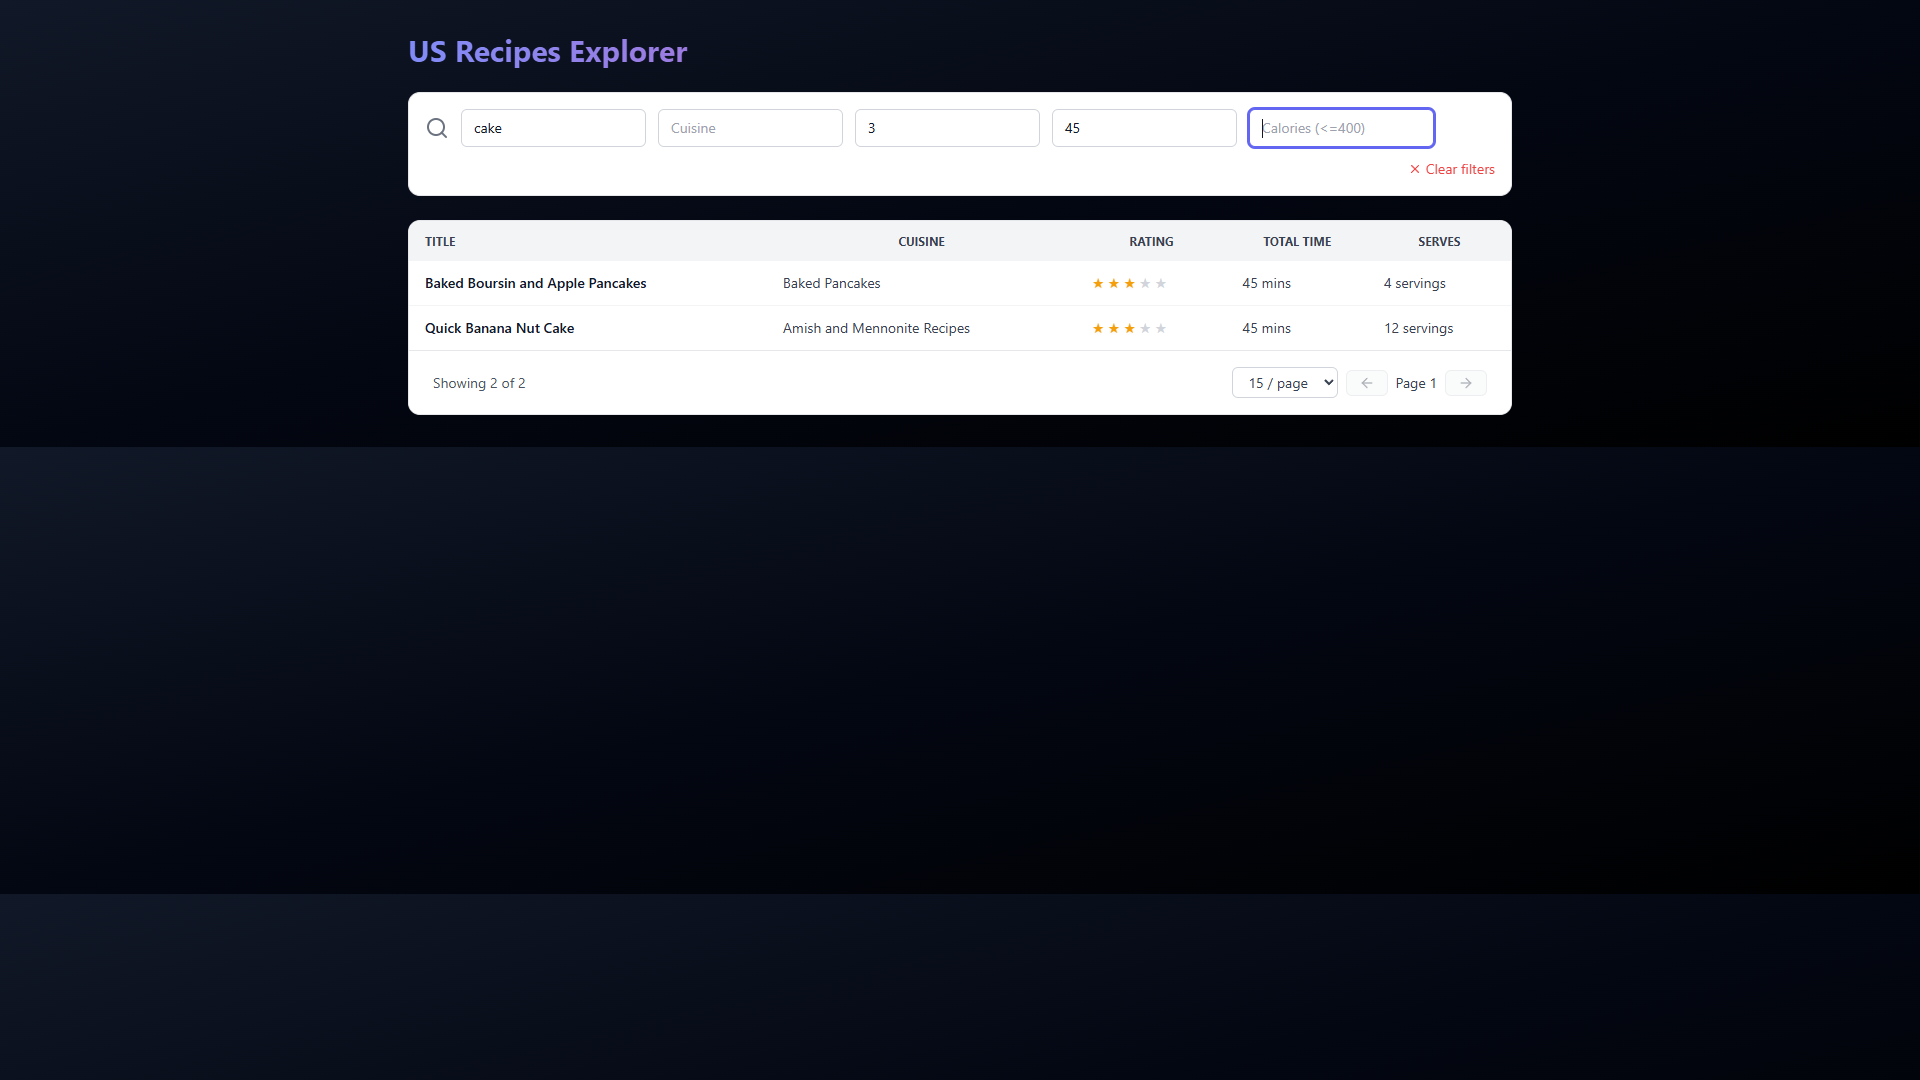 US Recipes Explorer
cake Cuisine 3 45 Calories (<=400)
Clear filters
TITLE CUISINE RATING TOTAL TIME SERVES
Baked Boursin and Apple Pancakes Baked Pancakes ★★★★★ 45 mins 4 servings
Quick Banana Nut Cake Amish and Mennonite Recipes ★★★★★ 45 mins 12 servings
Showing 2 of 2 15 / page Page 1